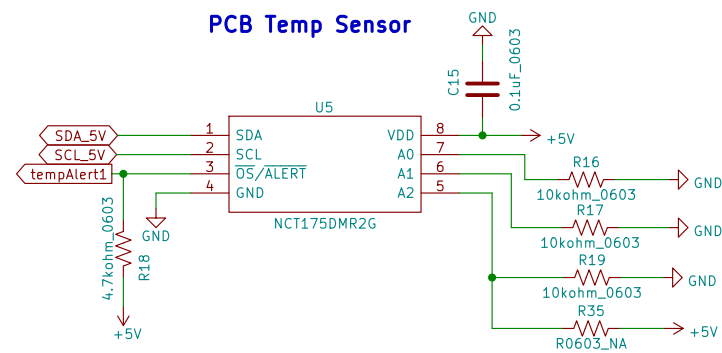 PCB Temp Sensor
GND
C15
0.1uF_0603
U5
SDA_5V
1
SDA
VDD
8
+5V
SCL_5V
2
SCL
A0
7
tempAlert1
3
OS/ALERT
A1
6
4
GND
A2
5
NCT175DMR2G
GND
4.7kohm_0603
R18
+5V
R16
10kohm_0603
GND
R17
10kohm_0603
GND
R19
10kohm_0603
GND
R35
R0603_NA
+5V